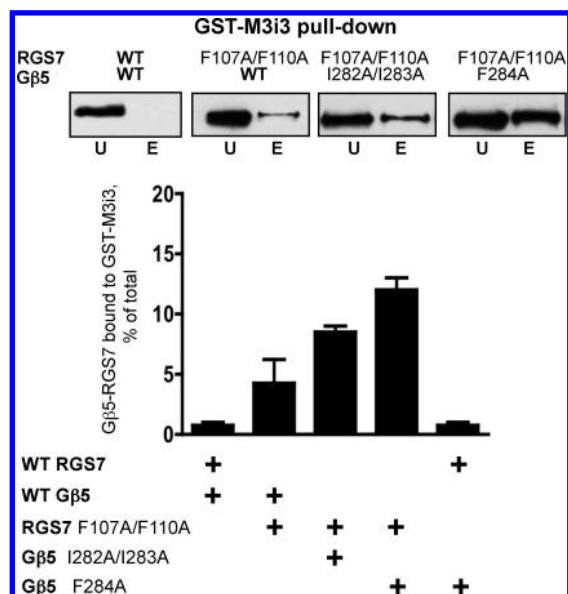 GST-M3i3 pull-down
RGS7 WT F107A/F110A F107A/F110A F107A/F110A
Gβ5 WT WT I282A/I283A F284A
U E U E U E U E
Gβ5-RGS7 bound to GST-M3i3,
% of total
20
15
10
5
0
WT RGS7 + +
WT Gβ5 + +
RGS7 F107A/F110A + + +
Gβ5 I282A/I283A +
Gβ5 F284A + +